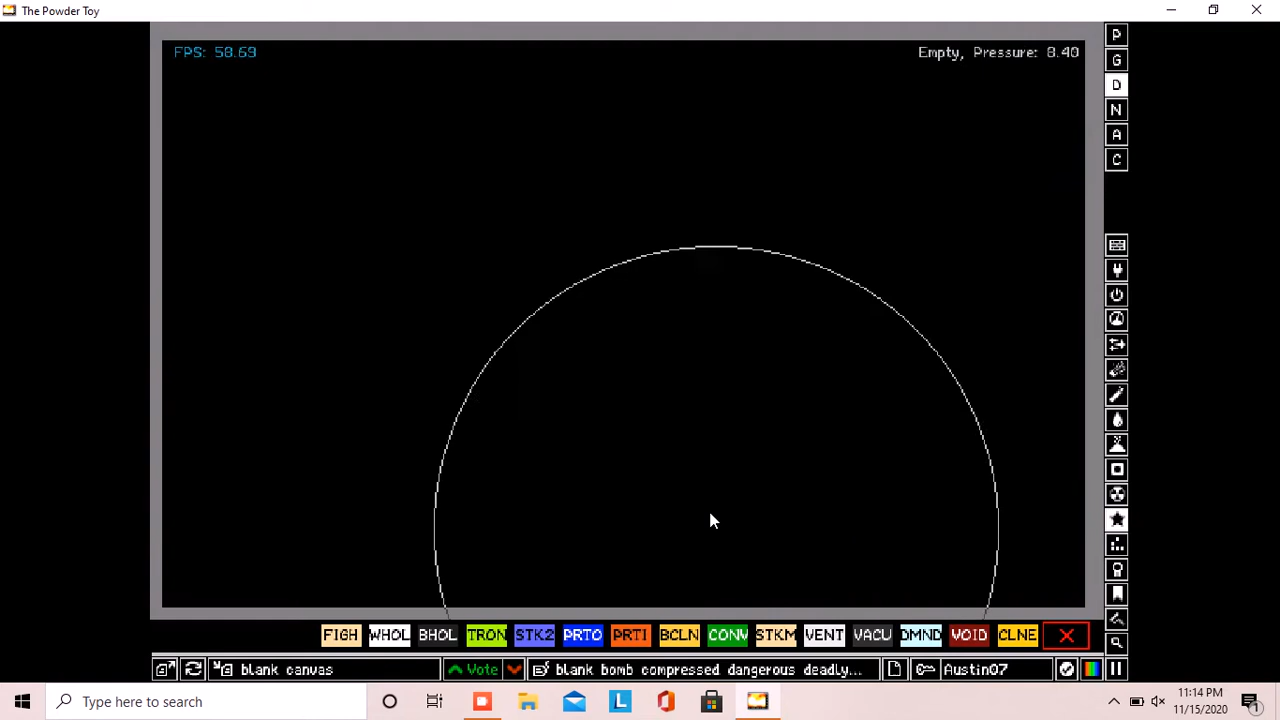 The Powder Toy
FPS: 58.69
Empty, Pressure: 8.40
P
G
D
N
A
C
FIGH WHOL BHOL TRON STK2 PRTO PRTI BCLN CONV STKM VENT VACU DMND VOID CLNE
blank canvas
Vote
blank bomb compressed dangerous deadly...
Austin07
Type here to search
L
11:14 PM
11/15/2020
1